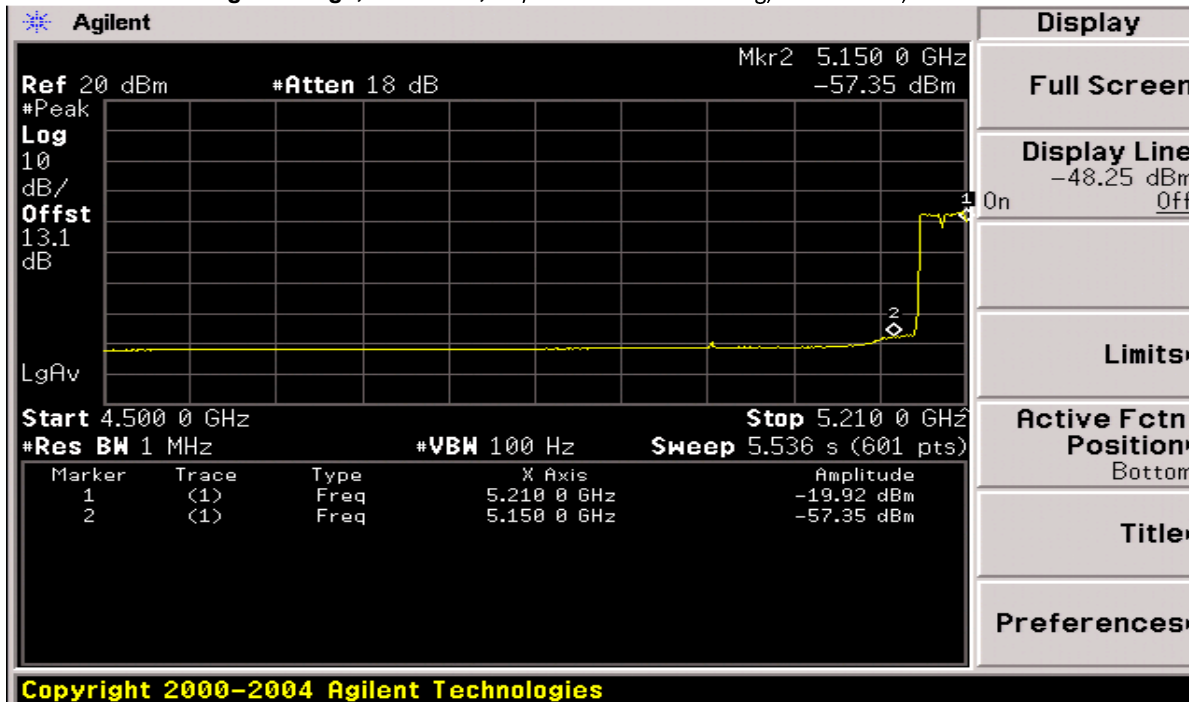 Agilent
Display
Mkr2 5.150 0 GHz
Ref 20 dBm #Atten 18 dB -57.35 dBm
#Peak
Log
10
dB/
Offst
13.1
dB
LgAv
1
2
Start 4.500 0 GHz Stop 5.210 0 GHz^
#Res BW 1 MHz #VBW 100 Hz Sweep 5.536 s (601 pts)
Marker Trace Type X Axis Amplitude
1 (1) Freq 5.210 0 GHz -19.92 dBm
2 (1) Freq 5.150 0 GHz -57.35 dBm
Full Screen
Display Line
-48.25 dBm
On Off
Limits
Active Fctn
Position
Bottom
Title
Preferences
Copyright 2000-2004 Agilent Technologies